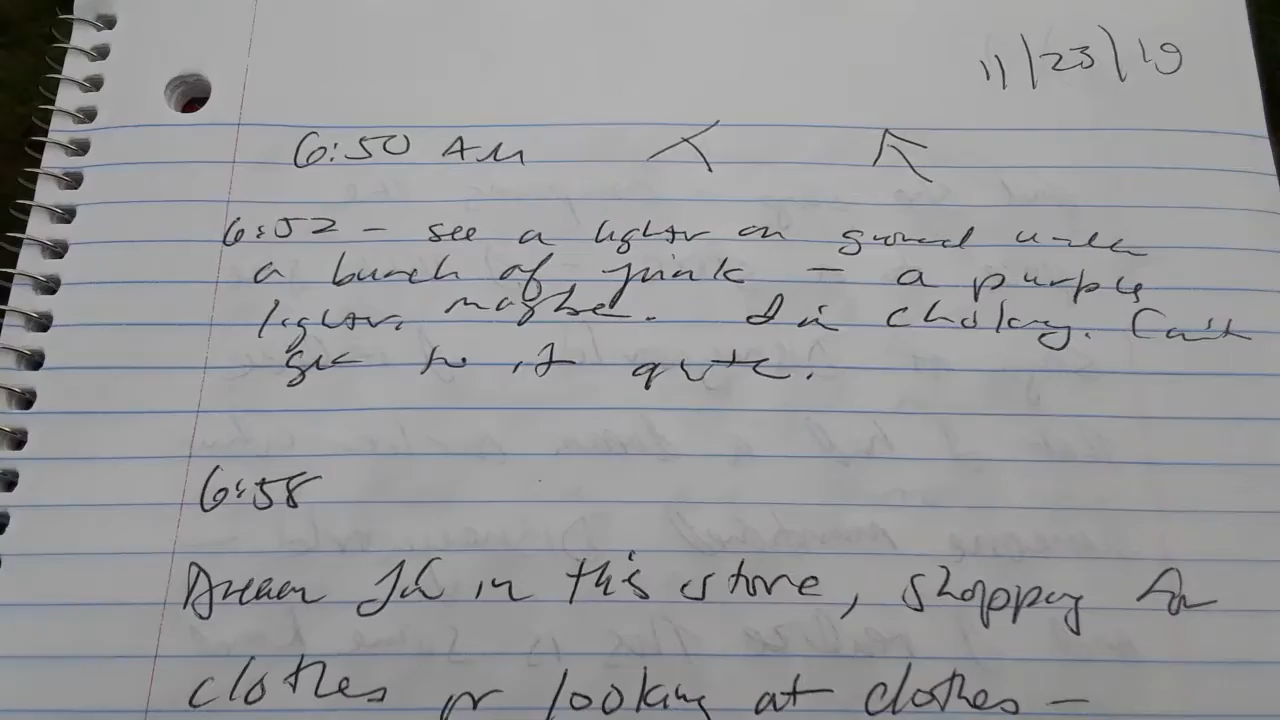 11/23/19
6:50 AM
6:52 - see a lighter on ground under
a bunch of junk - a purple
lighter, maybe. I'm choking. Can't
get to it quite.
6:58
Dream I'm in this store, shopping for
clothes or looking at clothes -